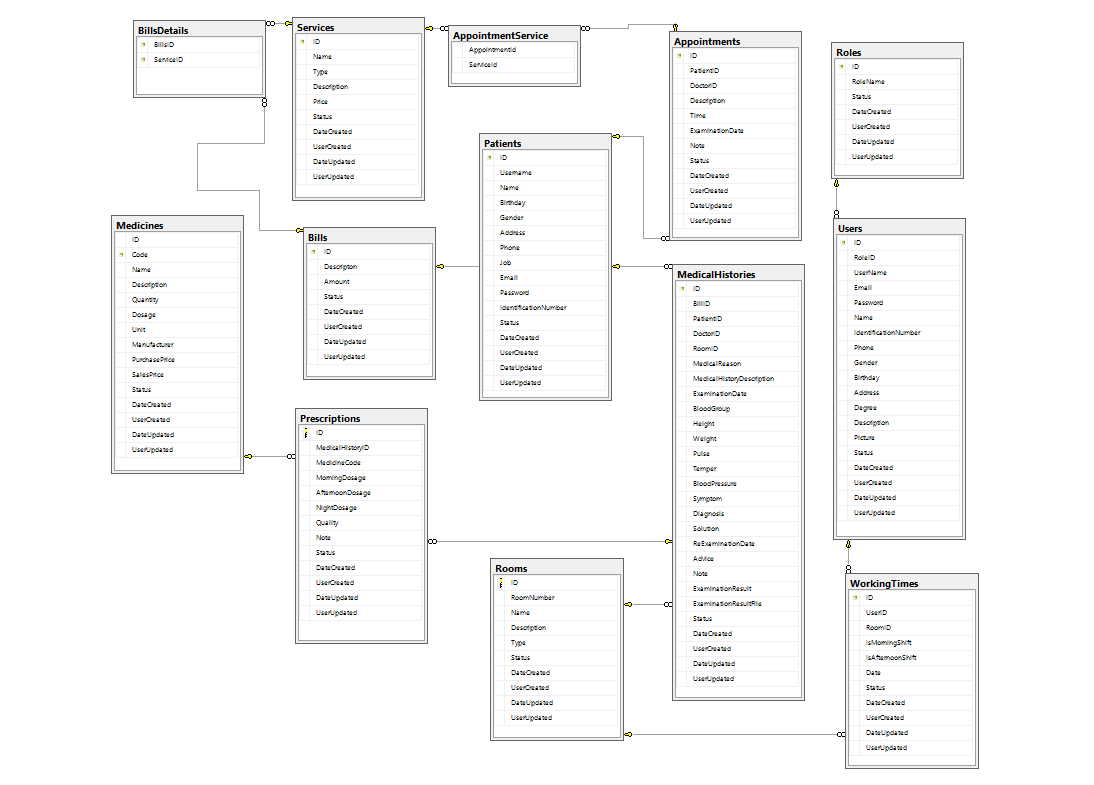 BillsDetails
BillsID
ServiceID
Services
ID
Name
Type
Description
Price
Status
DateCreated
UserCreated
DateUpdated
UserUpdated
AppointmentService
AppointmentId
ServiceId
Appointments
ID
PatientID
DoctorID
Description
Time
ExaminationDate
Note
Status
DateCreated
UserCreated
DateUpdated
UserUpdated
Roles
ID
RoleName
Status
DateCreated
UserCreated
DateUpdated
UserUpdated
Patients
ID
Username
Name
Birthday
Gender
Address
Phone
Job
Email
Password
IdentificationNumber
Status
DateCreated
UserCreated
DateUpdated
UserUpdated
Medicines
ID
Code
Name
Description
Quantity
Dosage
Unit
Manufacturer
PurchasePrice
SalesPrice
Status
DateCreated
UserCreated
DateUpdated
UserUpdated
Bills
ID
Descripton
Amount
Status
DateCreated
UserCreated
DateUpdated
UserUpdated
Users
ID
RoleID
UserName
Email
Password
Name
IdentificationNumber
Phone
Gender
Birthday
Address
Degree
Description
Picture
Status
DateCreated
UserCreated
DateUpdated
UserUpdated
MedicalHistories
ID
BillID
PatientID
DoctorID
RoomID
MedicalReason
MedicalHistoryDescription
ExaminationDate
BloodGroup
Height
Weight
Pulse
Temper
BloodPressure
Symptom
Diagnosis
Solution
ReExaminationDate
Advice
Note
ExaminationResult
ExaminationResultFile
Status
DateCreated
UserCreated
DateUpdated
UserUpdated
Prescriptions
ID
MedicalHistoryID
MedicineCode
MorningDosage
AfternoonDosage
NightDosage
Quality
Note
Status
DateCreated
UserCreated
DateUpdated
UserUpdated
Rooms
ID
RoomNumber
Name
Description
Type
Status
DateCreated
UserCreated
DateUpdated
UserUpdated
WorkingTimes
ID
UserID
RoomID
IsMorningShift
IsAfternoonShift
Date
Status
DateCreated
UserCreated
DateUpdated
UserUpdated